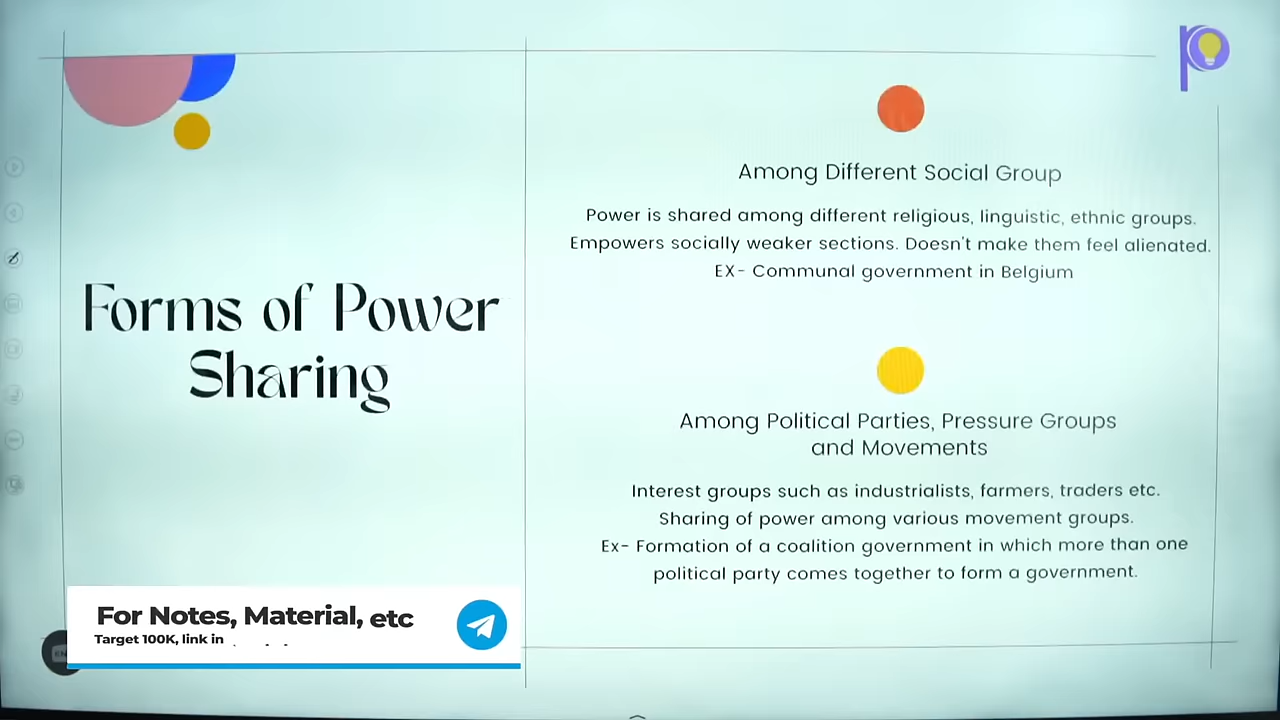 Forms of Power
Sharing
Among Different Social Group
Power is shared among different religious, linguistic, ethnic groups.
Empowers socially weaker sections. Doesn't make them feel alienated.
EX- Communal government in Belgium
Among Political Parties, Pressure Groups
and Movements
Interest groups such as industrialists, farmers, traders etc.
Sharing of power among various movement groups.
Ex- Formation of a coalition government in which more than one
political party comes together to form a government.
For Notes, Material, etc
Target 100K, link in